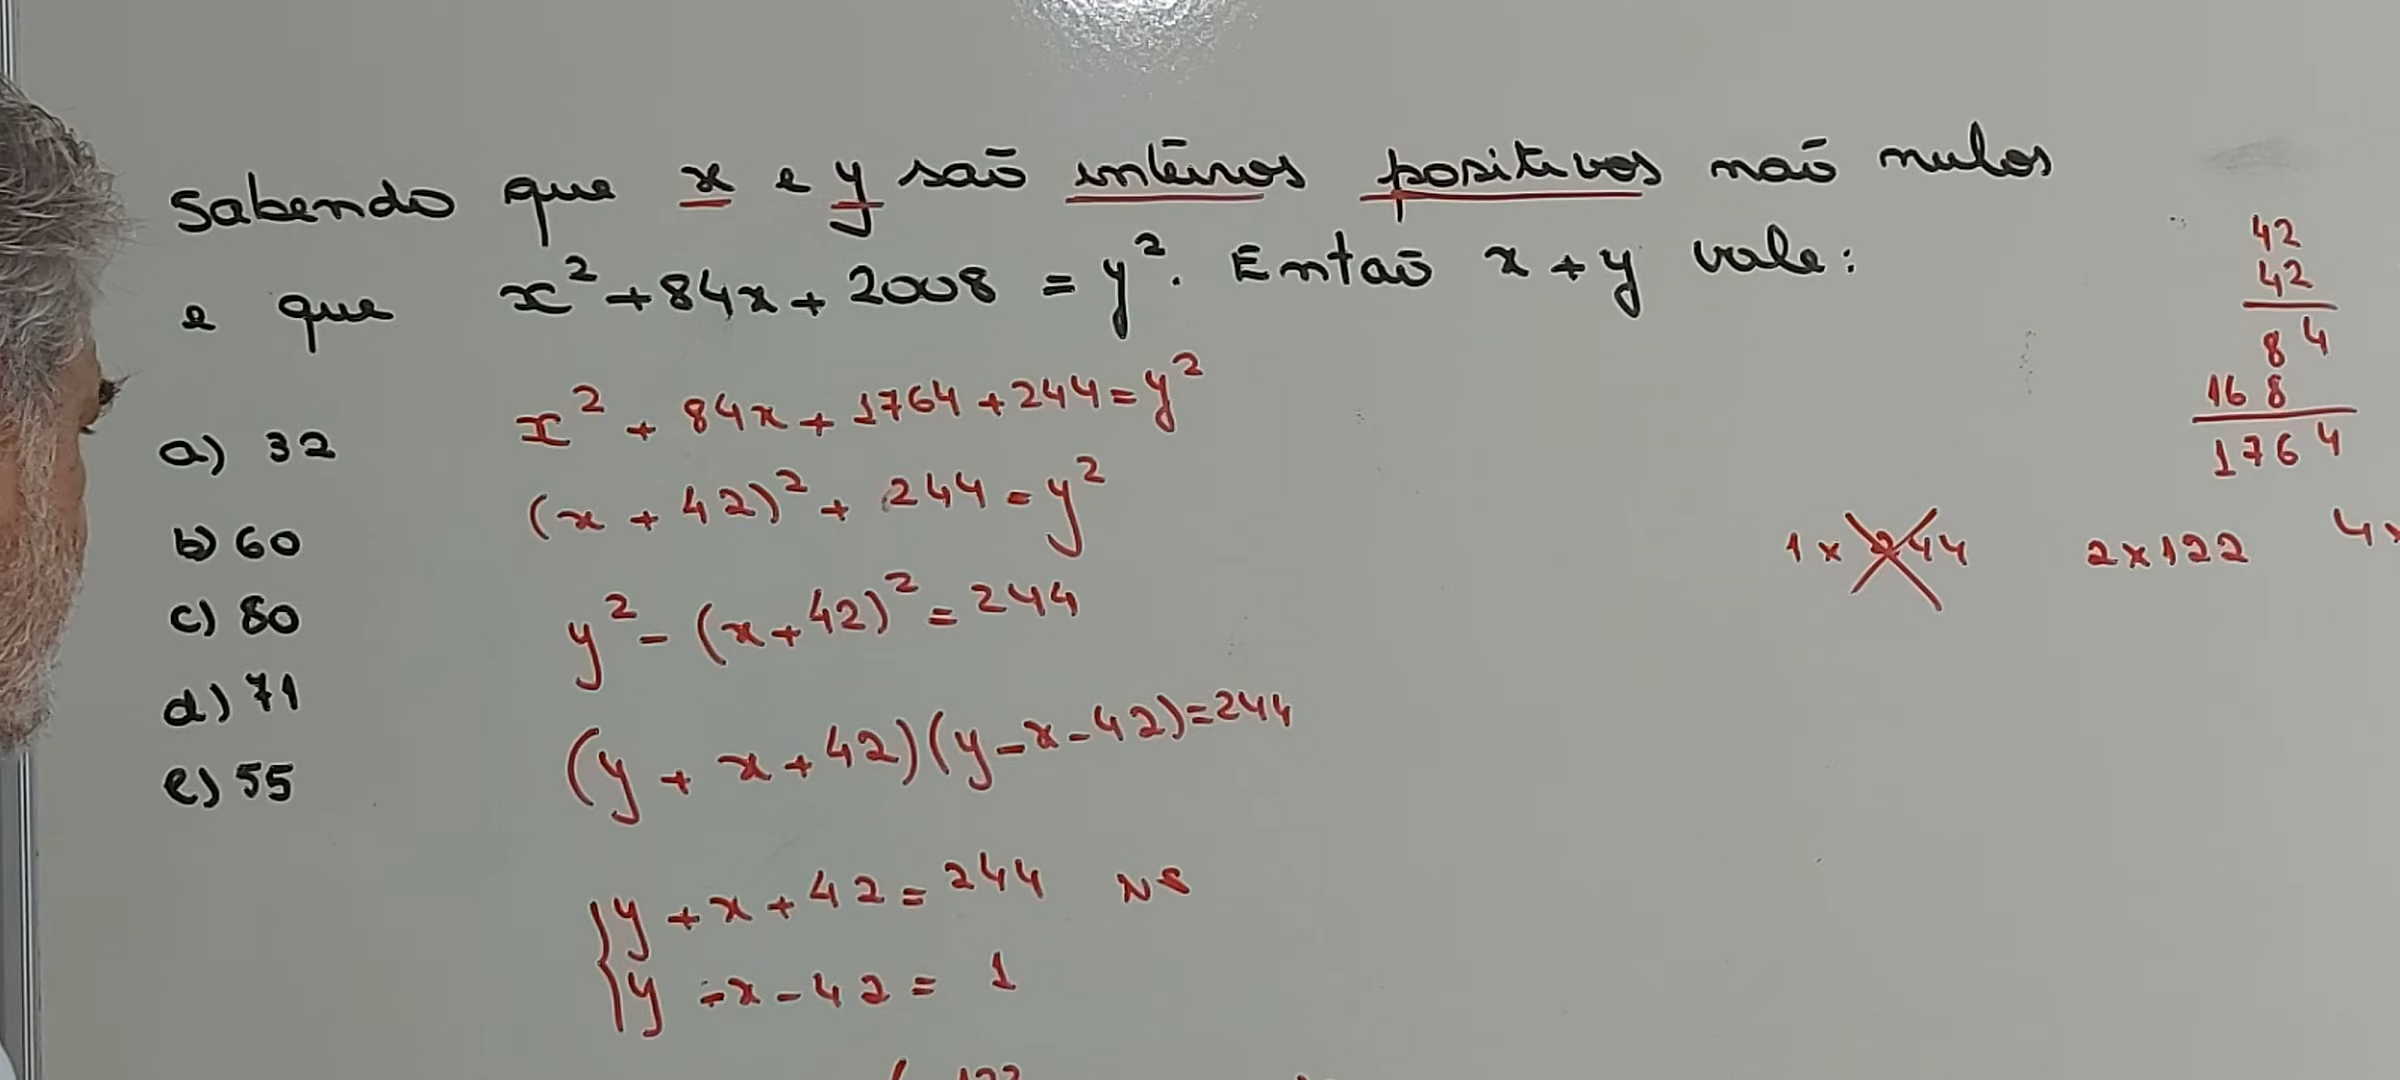 Sabendo que x e y são inteiros positivos não nulos
e que x² + 84x + 2008 = y². Então x + y vale:
a) 32
b) 60
c) 80
d) 71
e) 55
x² + 84x + 1764 + 244 = y²
(x + 42)² + 244 = y²
y² - (x + 42)² = 244
(y + x + 42)(y - x - 42) = 244
y + x + 42 = 244 NS
y - x - 42 = 1
42
42
84
168
1764
1 x 244 2 x 122 4x